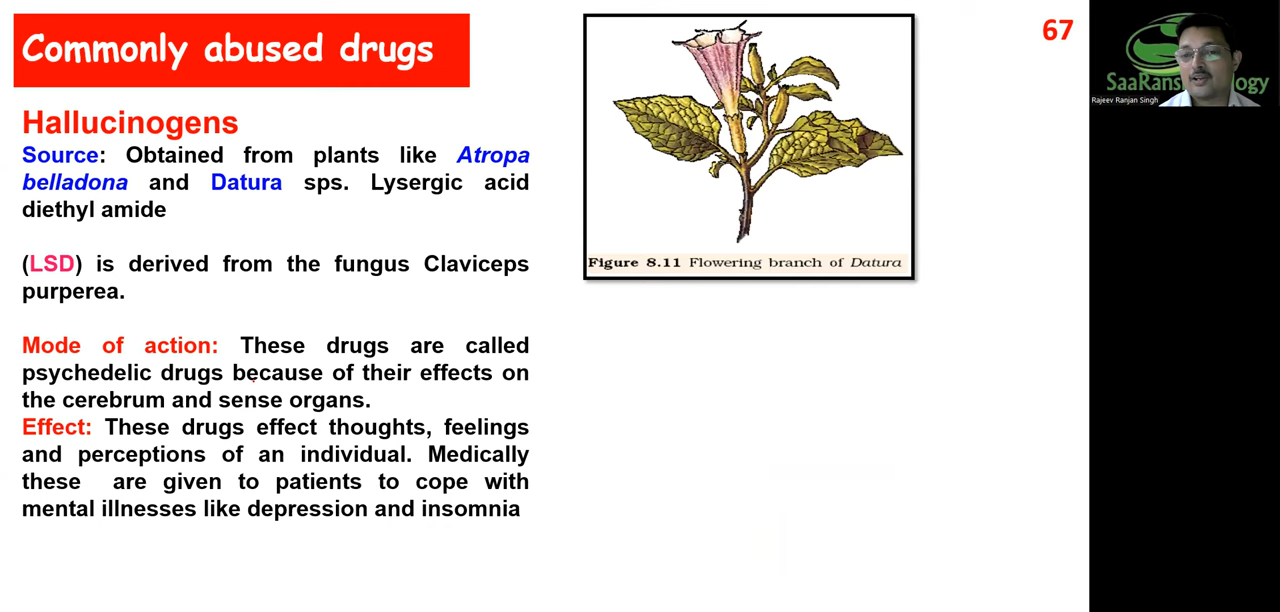 Commonly abused drugs
67
Hallucinogens
Source: Obtained from plants like Atropa
belladona and Datura sps. Lysergic acid
diethyl amide
(LSD) is derived from the fungus Claviceps
purperea.
Mode of action: These drugs are called
psychedelic drugs because of their effects on
the cerebrum and sense organs.
Effect: These drugs effect thoughts, feelings
and perceptions of an individual. Medically
these are given to patients to cope with
mental illnesses like depression and insomnia
Figure 8.11 Flowering branch of Datura
Rajeev Ranjan Singh